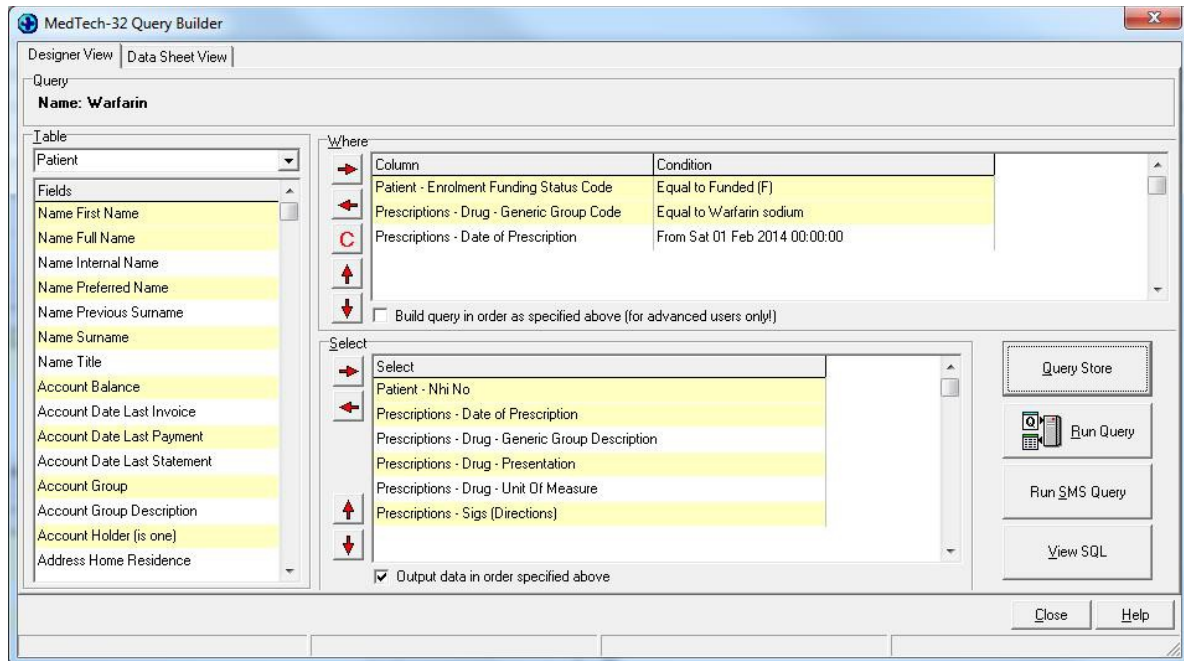 MedTech-32 Query Builder
Designer View Data Sheet View
Query
Name: Warfarin
Table
Patient
Fields
Name First Name
Name Full Name
Name Internal Name
Name Preferred Name
Name Previous Surname
Name Surname
Name Title
Account Balance
Account Date Last Invoice
Account Date Last Payment
Account Date Last Statement
Account Group
Account Group Description
Account Holder (is one)
Address Home Residence
Where
Column Condition
Patient - Enrolment Funding Status Code Equal to Funded (F)
Prescriptions - Drug - Generic Group Code Equal to Warfarin sodium
Prescriptions - Date of Prescription From Sat 01 Feb 2014 00:00:00
C
Build query in order as specified above (for advanced users only!)
Select
Select
Patient - Nhi No
Prescriptions - Date of Prescription
Prescriptions - Drug - Generic Group Description
Prescriptions - Drug - Presentation
Prescriptions - Drug - Unit Of Measure
Prescriptions - Sigs (Directions)
Output data in order specified above
Query Store
Q Run Query
Run SMS Query
View SQL
Close Help